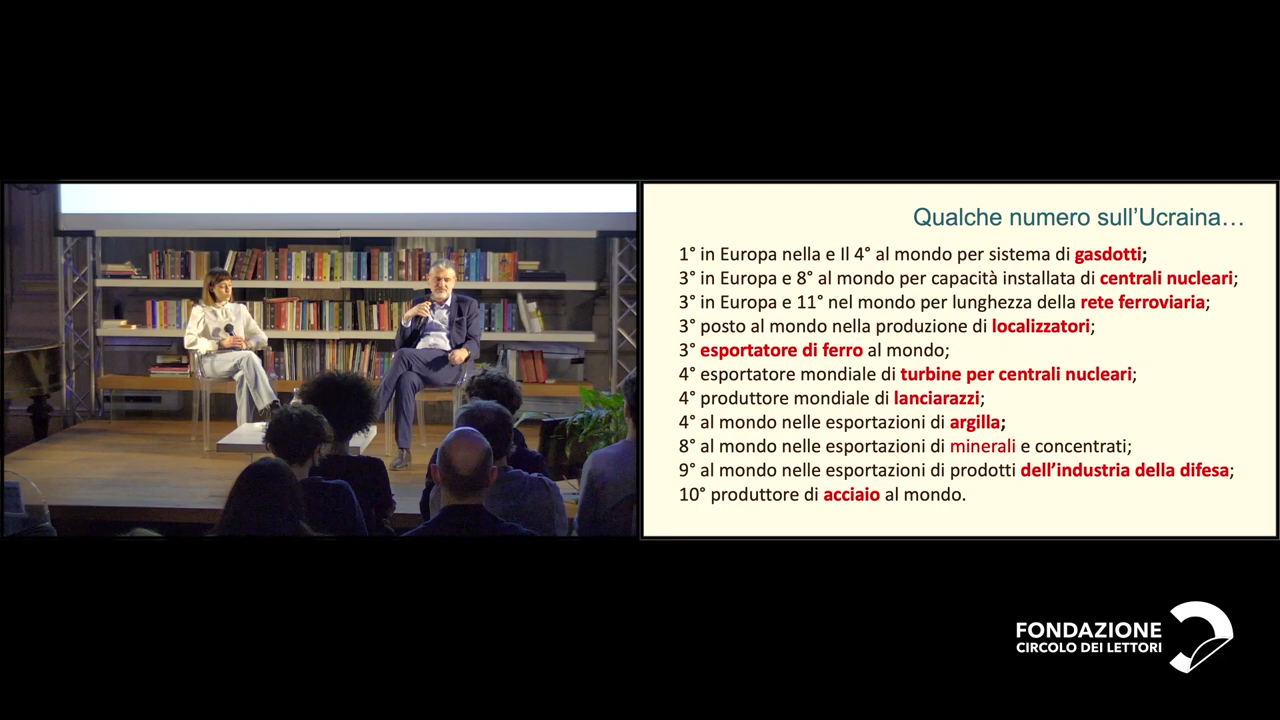 Qualche numero sull'Ucraina…
1° in Europa nella e Il 4° al mondo per sistema di gasdotti;
3° in Europa e 8° al mondo per capacità installata di centrali nucleari;
3° in Europa e 11° nel mondo per lunghezza della rete ferroviaria;
3° posto al mondo nella produzione di localizzatori;
3° esportatore di ferro al mondo;
4° esportatore mondiale di turbine per centrali nucleari;
4° produttore mondiale di lanciarazzi;
4° al mondo nelle esportazioni di argilla;
8° al mondo nelle esportazioni di minerali e concentrati;
9° al mondo nelle esportazioni di prodotti dell'industria della difesa;
10° produttore di acciaio al mondo.
FONDAZIONE
CIRCOLO DEI LETTORI